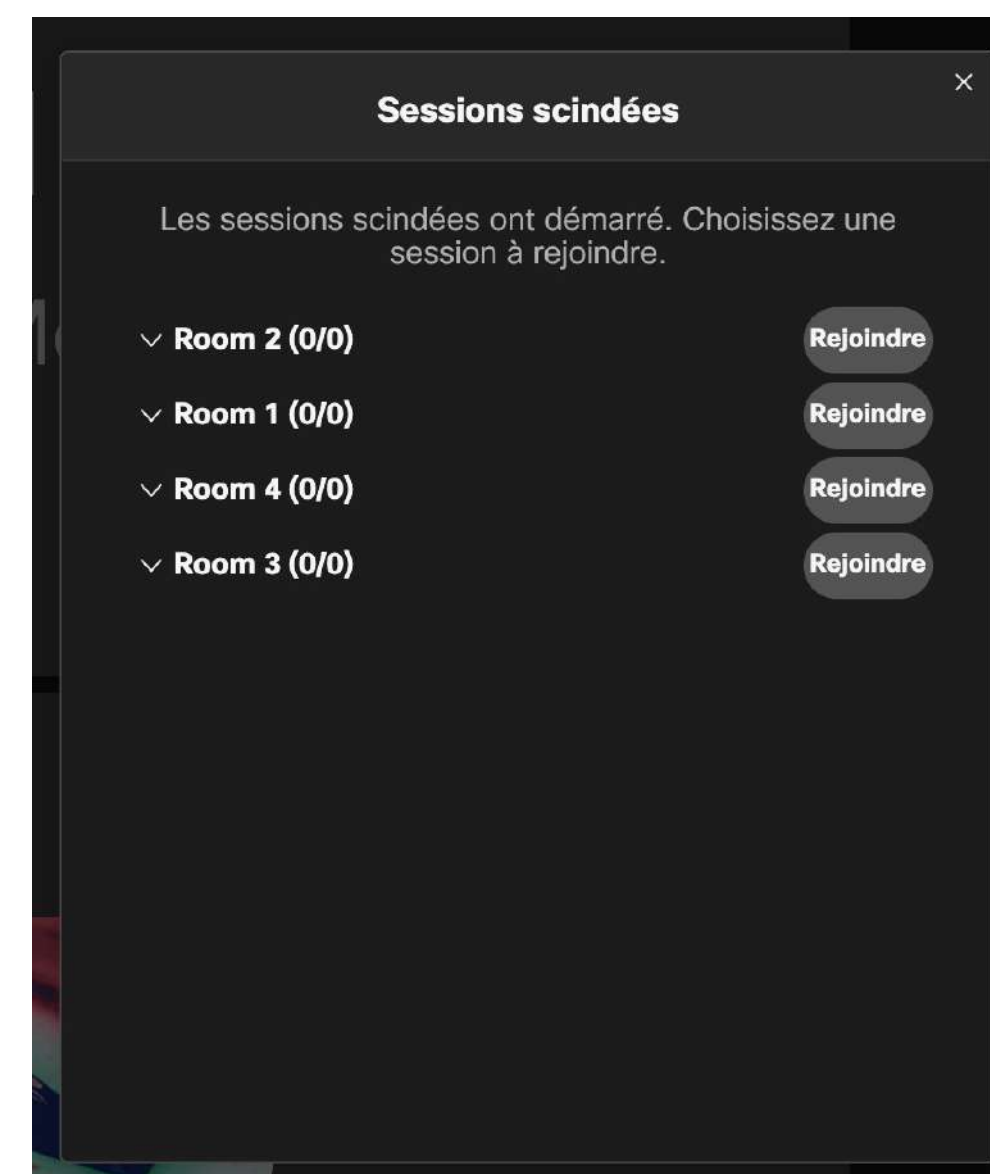 Sessions scindées
Les sessions scindées ont démarré. Choisissez une
session à rejoindre.
Room 2 (0/0) Rejoindre
Room 1 (0/0) Rejoindre
Room 4 (0/0) Rejoindre
Room 3 (0/0) Rejoindre